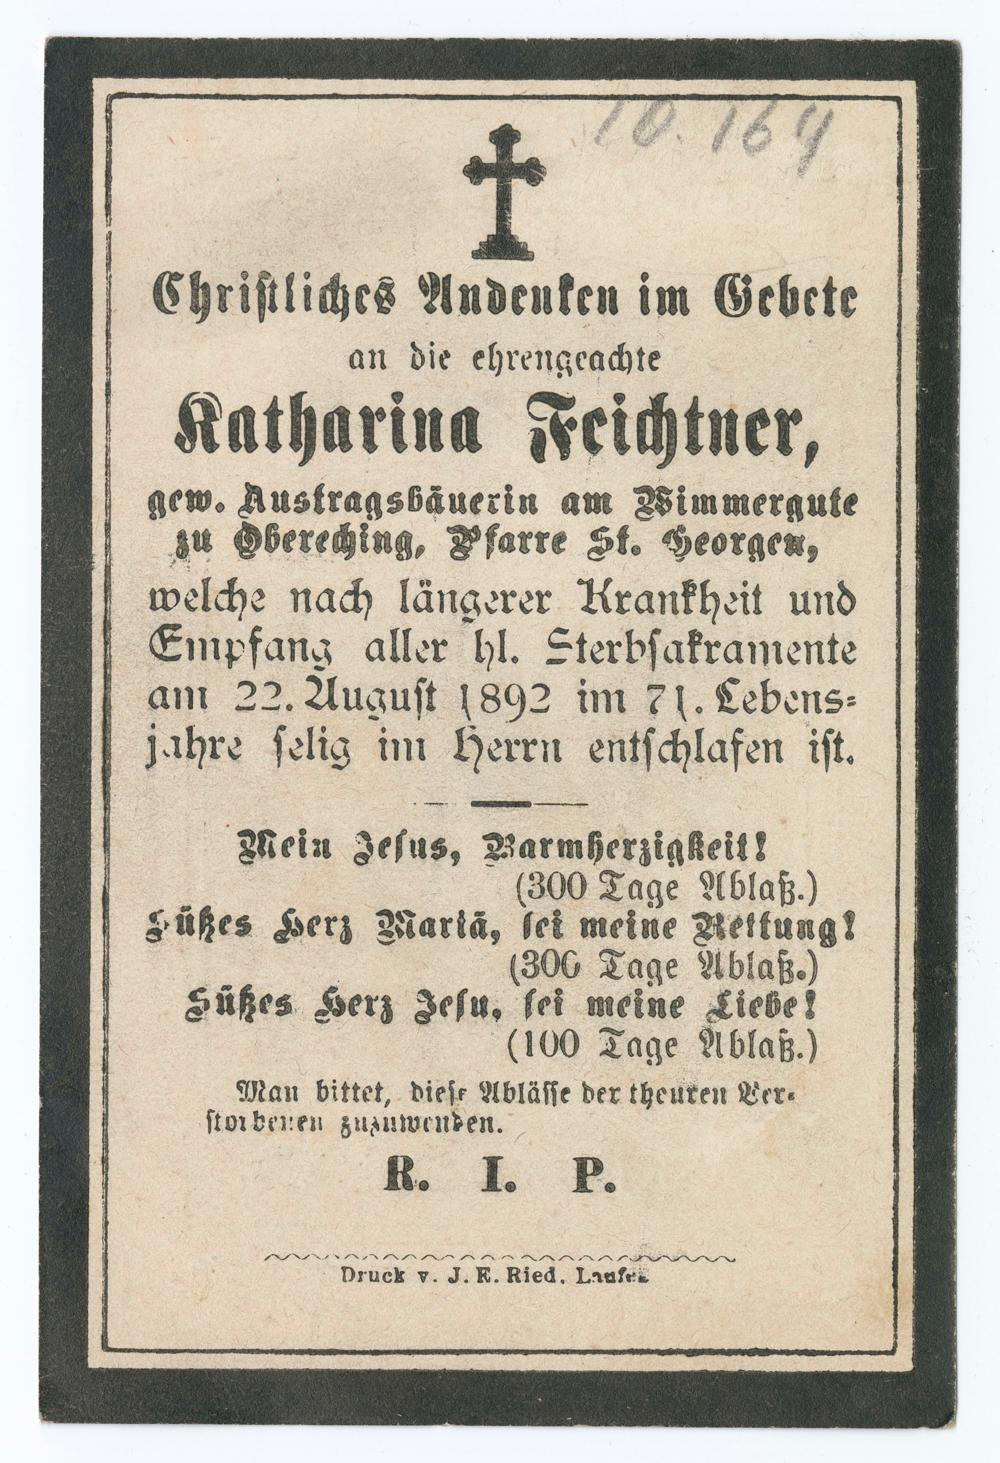 10. 164
Christliches Andenken im Gebete
an die ehrengeachte
Katharina Feichtner,
gew. Austragsbäuerin am Wimmergute
zu Obereching, Pfarre St. Georgen,
welche nach längerer Krankheit und
Empfang aller hl. Sterbsakramente
am 22. August 1892 im 71. Lebens-
jahre selig im Herrn entschlafen ist.
Mein Jesus, Barmherzigkeit!
(300 Tage Ablaß.)
Süßes Herz Mariä, sei meine Rettung!
(300 Tage Ablaß.)
Süßes Herz Jesu, sei meine Liebe!
(100 Tage Ablaß.)
Man bittet, diese Ablässe der theuren Ver-
storbenen zuzuwenden.
R. I. P.
Druck v. J. E. Ried. Laufen